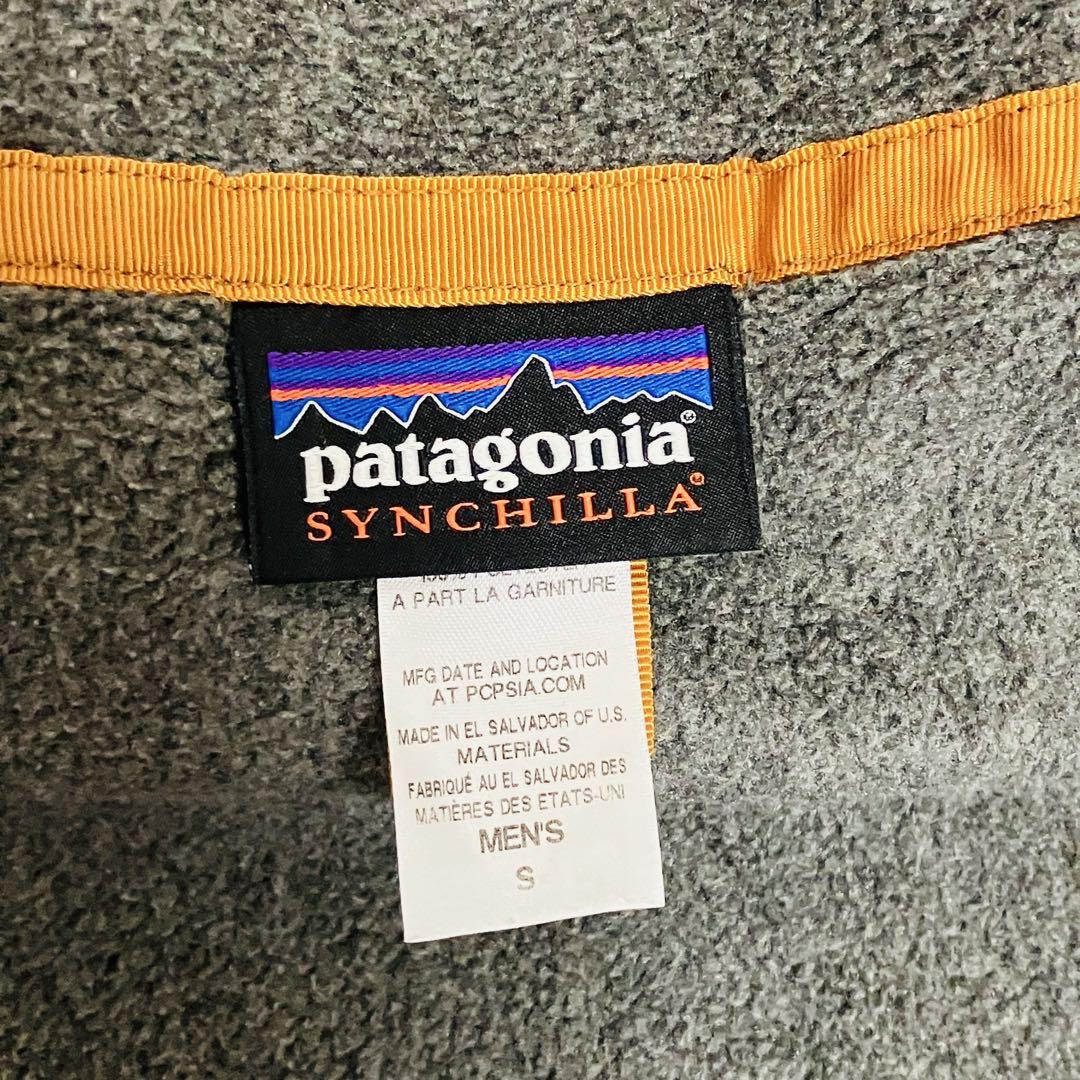 patagonia®
SYNCHILLA®
A PART LA GARNITURE
MFG DATE AND LOCATION
AT PCPSIA.COM
MADE IN EL SALVADOR OF U.S.
MATERIALS
FABRIQUÉ AU EL SALVADOR DES
MATIÈRES DES ETATS-UNI
MEN'S
S